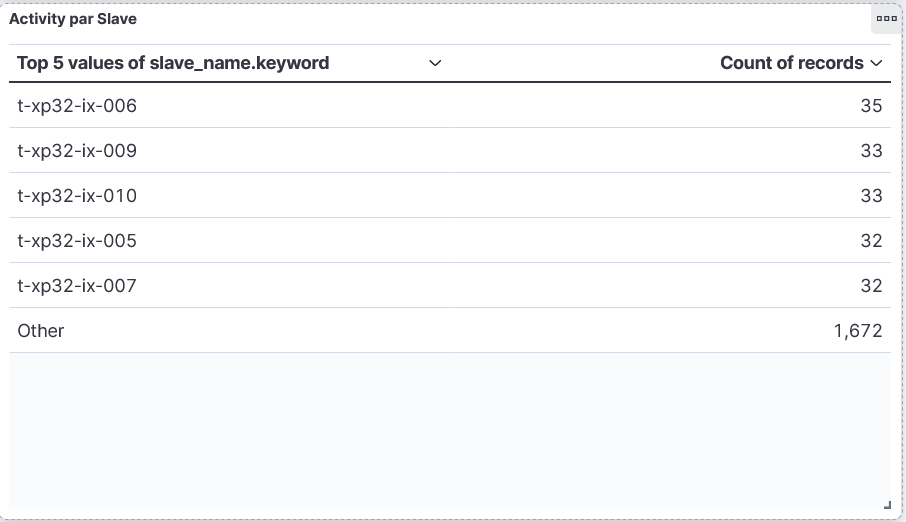 Activity par Slave
Top 5 values of slave_name.keyword Count of records
t-xp32-ix-006 35
t-xp32-ix-009 33
t-xp32-ix-010 33
t-xp32-ix-005 32
t-xp32-ix-007 32
Other 1,672